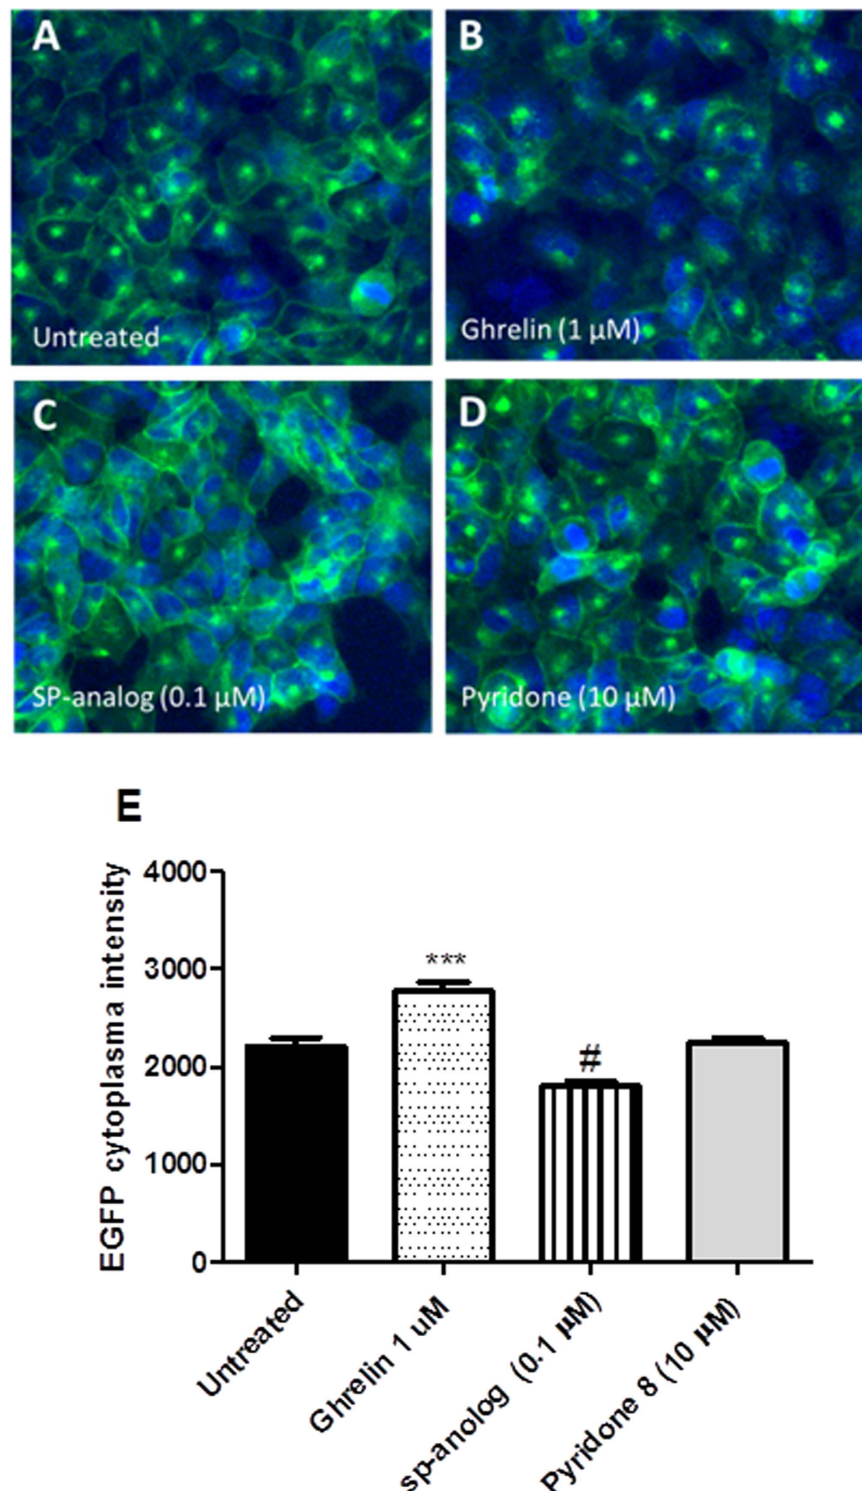 A
Untreated
B
Ghrelin (1 μM)
C
SP-analog (0.1 μM)
D
Pyridone (10 μM)
E
EGFP cytoplasma intensity
4000
3000
2000
1000
0
***
#
Untreated
Ghrelin 1 uM
sp-anolog (0.1 μM)
Pyridone 8 (10 μM)